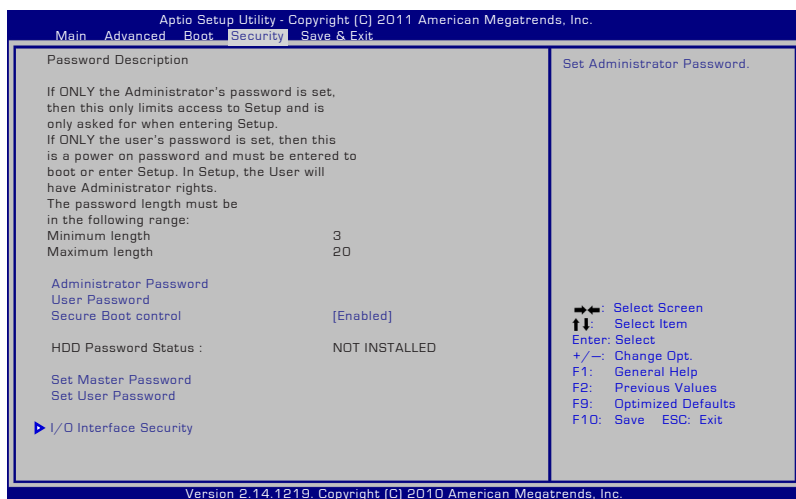 Aptio Setup Utility - Copyright (C) 2011 American Megatrends, Inc.
Main Advanced Boot Security Save & Exit
Password Description
If ONLY the Administrator's password is set,
then this only limits access to Setup and is
only asked for when entering Setup.
If ONLY the user's password is set, then this
is a power on password and must be entered to
boot or enter Setup. In Setup, the User will
have Administrator rights.
The password length must be
in the following range:
Minimum length 3
Maximum length 20
Administrator Password
User Password
Secure Boot control [Enabled]
HDD Password Status : NOT INSTALLED
Set Master Password
Set User Password
I/O Interface Security
Set Administrator Password.
→←: Select Screen
↑↓: Select Item
Enter: Select
+/—: Change Opt.
F1: General Help
F2: Previous Values
F9: Optimized Defaults
F10: Save ESC: Exit
Version 2.14.1219. Copyright (C) 2010 American Megatrends, Inc.